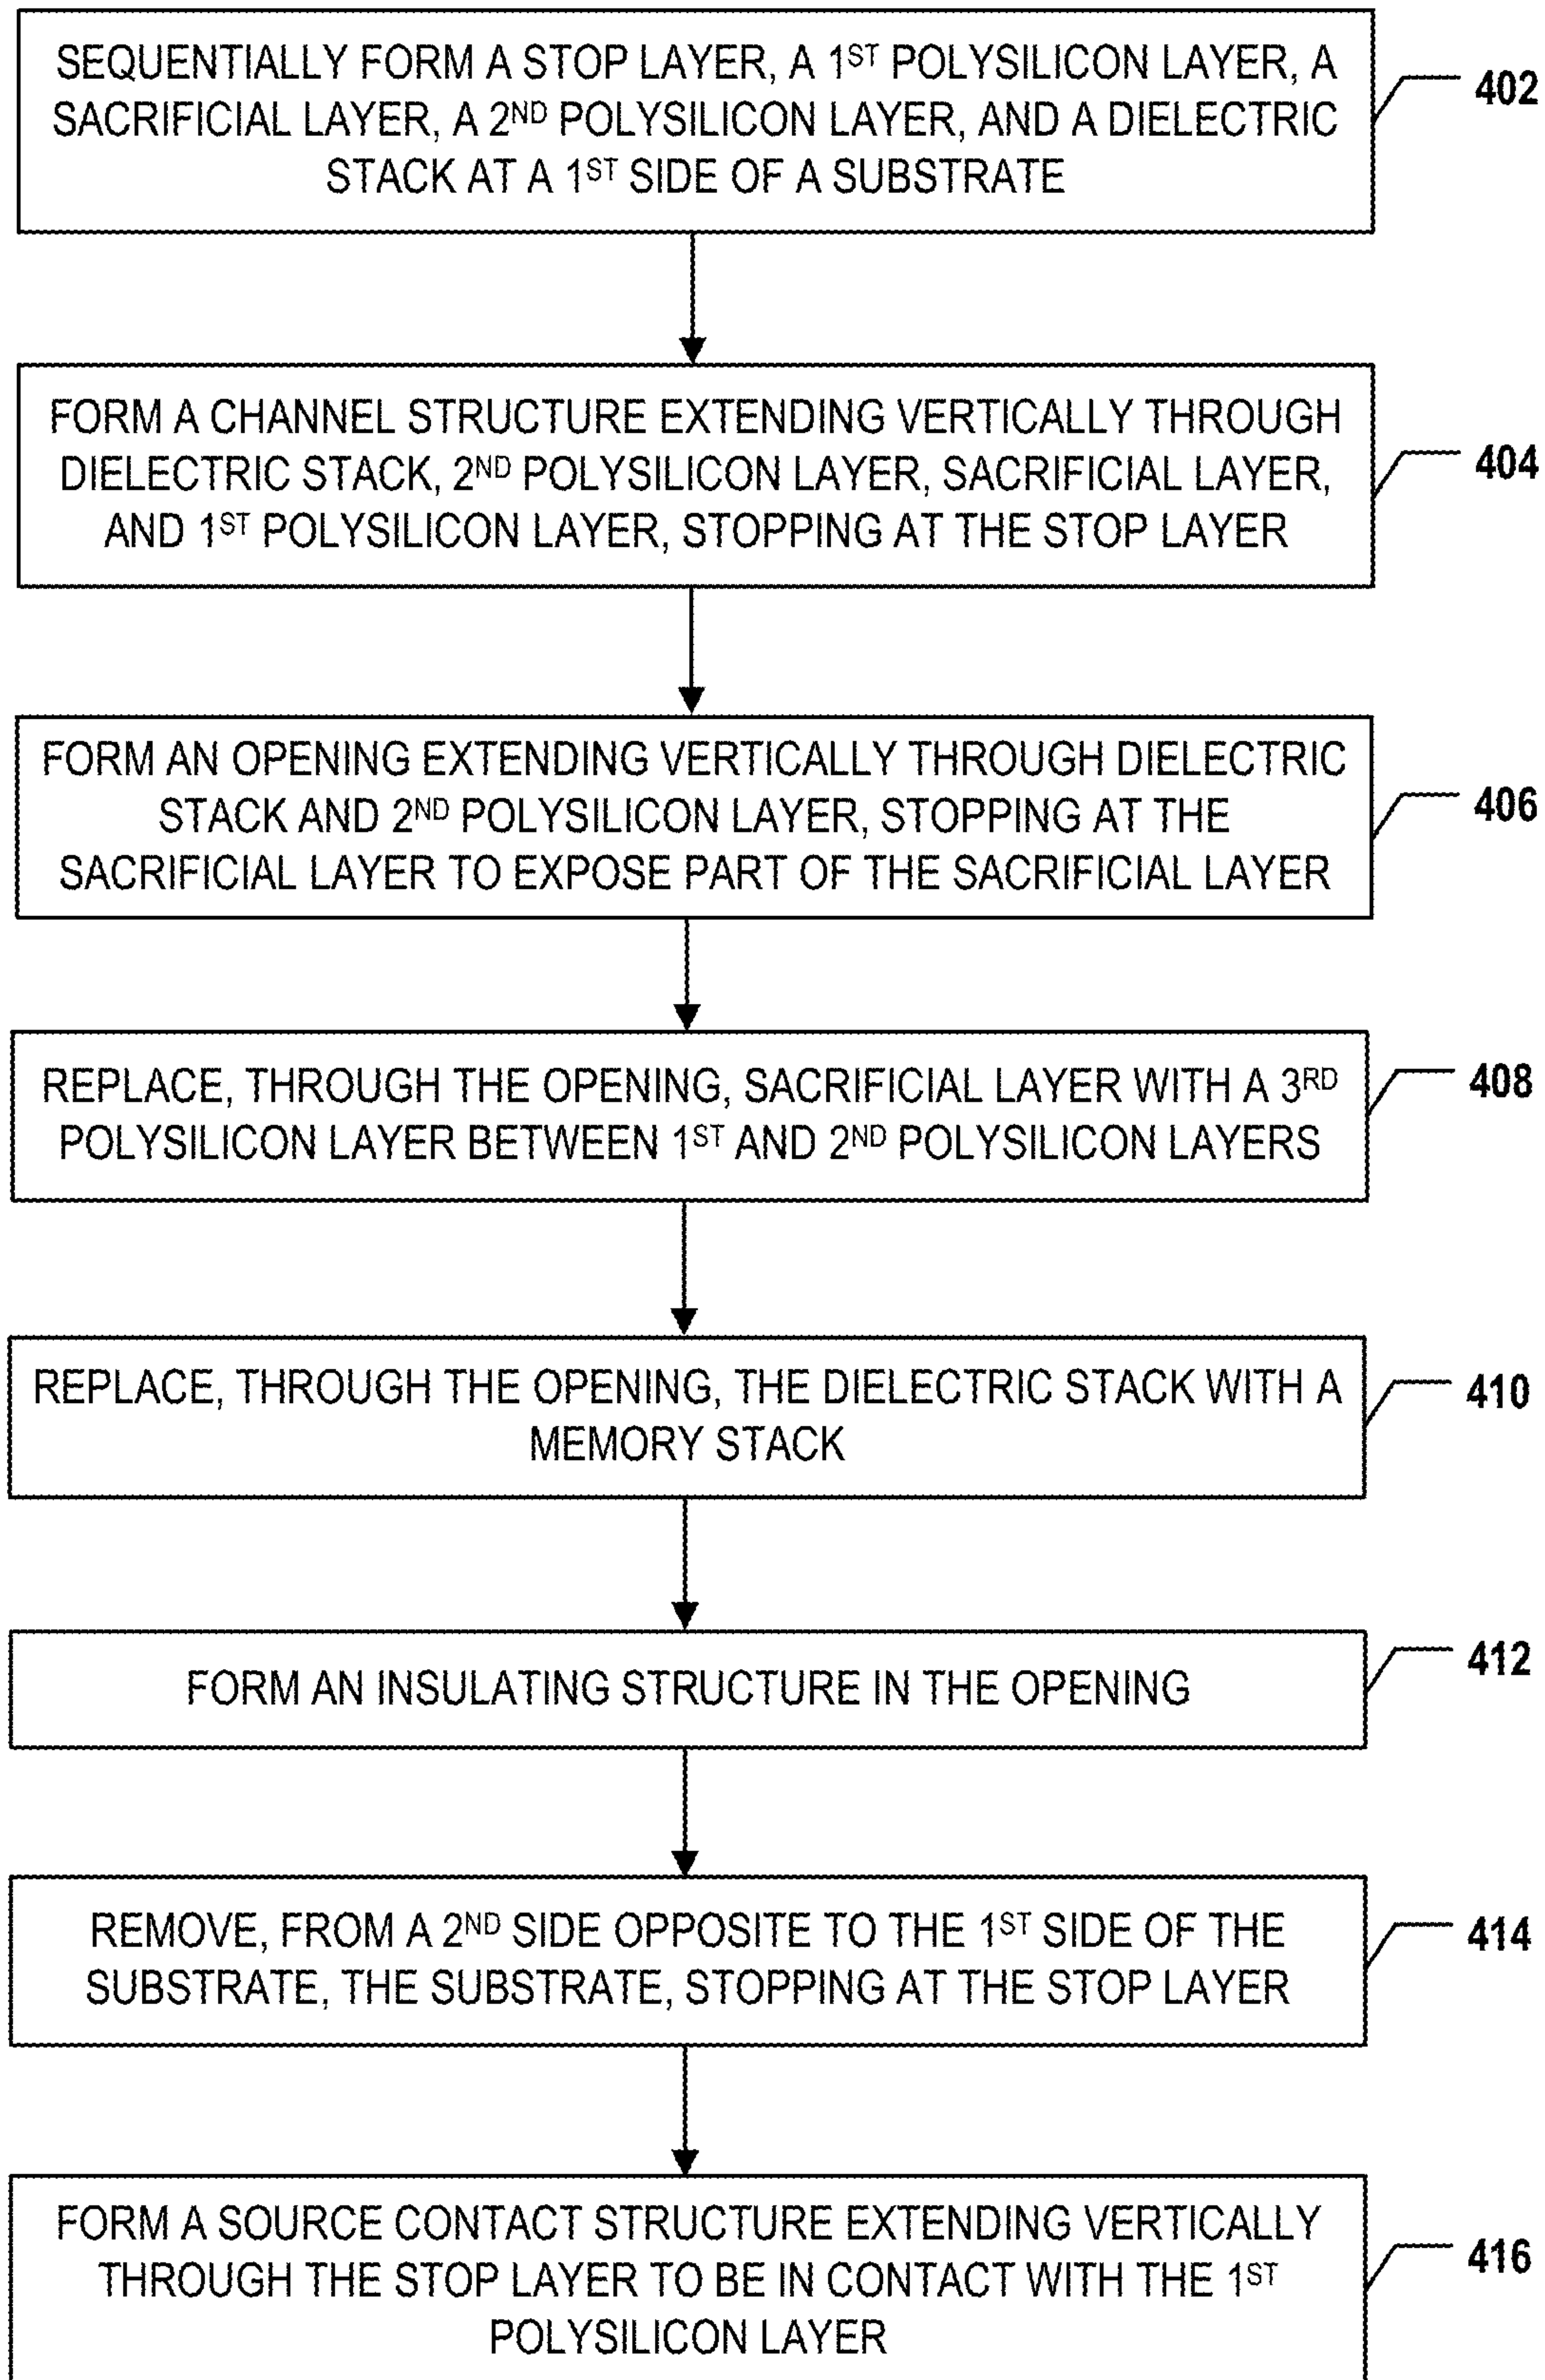 SEQUENTIALLY FORM A STOP LAYER, A 1ST POLYSILICON LAYER, A
SACRIFICIAL LAYER, A 2ND POLYSILICON LAYER, AND A DIELECTRIC
STACK AT A 1ST SIDE OF A SUBSTRATE
402
FORM A CHANNEL STRUCTURE EXTENDING VERTICALLY THROUGH
DIELECTRIC STACK, 2ND POLYSILICON LAYER, SACRIFICIAL LAYER,
AND 1ST POLYSILICON LAYER, STOPPING AT THE STOP LAYER
404
FORM AN OPENING EXTENDING VERTICALLY THROUGH DIELECTRIC
STACK AND 2ND POLYSILICON LAYER, STOPPING AT THE
SACRIFICIAL LAYER TO EXPOSE PART OF THE SACRIFICIAL LAYER
406
REPLACE, THROUGH THE OPENING, SACRIFICIAL LAYER WITH A 3RD
POLYSILICON LAYER BETWEEN 1ST AND 2ND POLYSILICON LAYERS
408
REPLACE, THROUGH THE OPENING, THE DIELECTRIC STACK WITH A
MEMORY STACK
410
FORM AN INSULATING STRUCTURE IN THE OPENING
412
REMOVE, FROM A 2ND SIDE OPPOSITE TO THE 1ST SIDE OF THE
SUBSTRATE, THE SUBSTRATE, STOPPING AT THE STOP LAYER
414
FORM A SOURCE CONTACT STRUCTURE EXTENDING VERTICALLY
THROUGH THE STOP LAYER TO BE IN CONTACT WITH THE 1ST
POLYSILICON LAYER
416